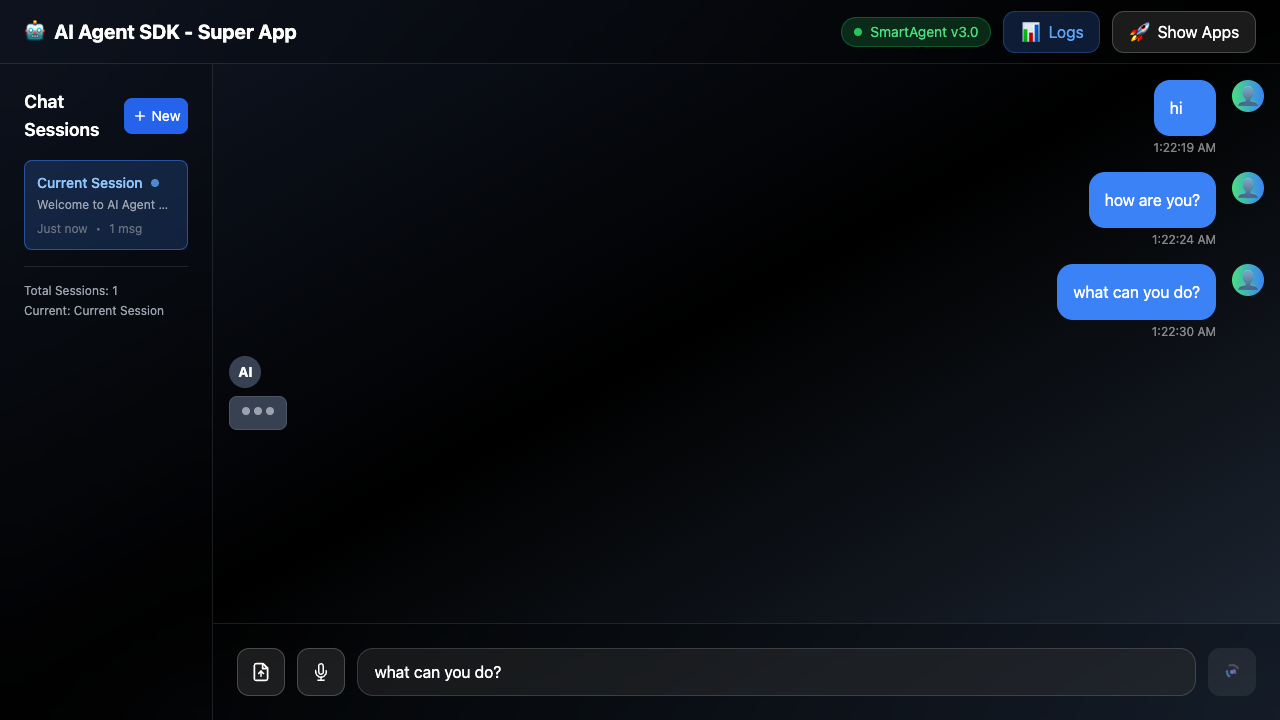 AI Agent SDK - Super App
SmartAgent v3.0
Logs
Show Apps
Chat
Sessions
+ New
Current Session
Welcome to AI Agent ...
Just now • 1 msg
Total Sessions: 1
Current: Current Session
hi
1:22:19 AM
how are you?
1:22:24 AM
what can you do?
1:22:30 AM
AI
what can you do?